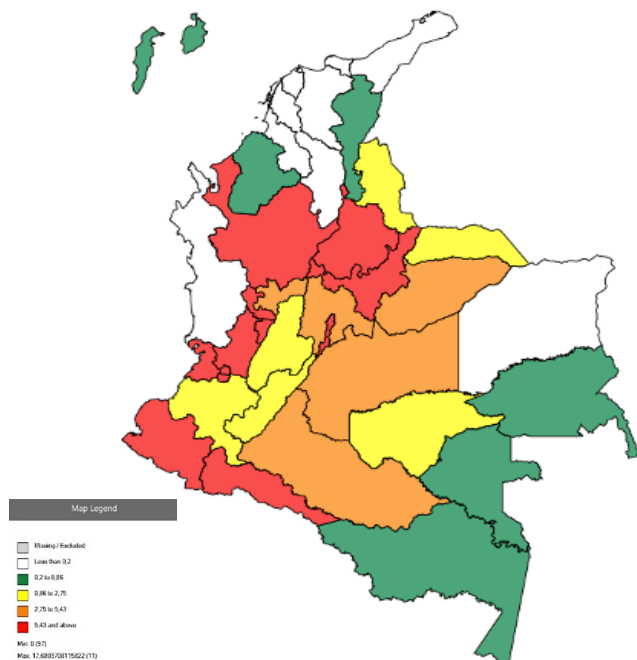 Map Legend
Missing / Excluded
Less than 0,2
0,2 to 0,86
0,86 to 2,75
2,75 to 5,43
5,43 and above
Min: 0 (97)
Max: 17,6803708115822 (11)